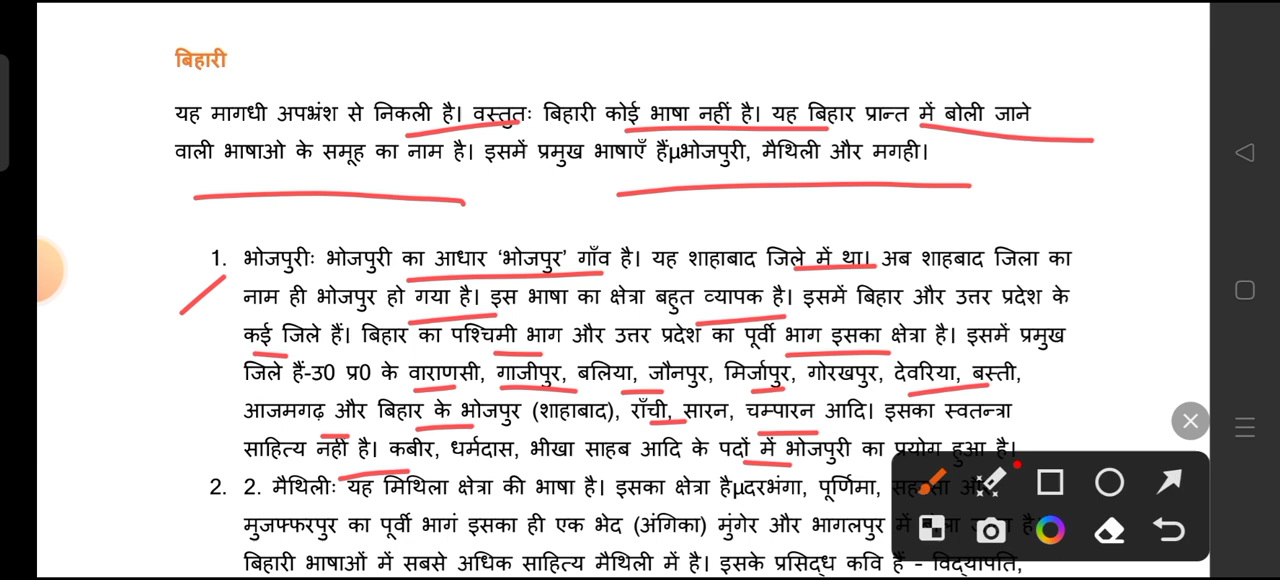 बिहारी
यह मागधी अपभ्रंश से निकली है। वस्तुतः बिहारी कोई भाषा नहीं है। यह बिहार प्रान्त में बोली जाने
वाली भाषाओ के समूह का नाम है। इसमें प्रमुख भाषाएँ हैंµभोजपुरी, मैथिली और मगही।
1. भोजपुरीः भोजपुरी का आधार ‘भोजपुर’ गाँव है। यह शाहाबाद जिले में था। अब शाहबाद जिला का
नाम ही भोजपुर हो गया है। इस भाषा का क्षेत्रा बहुत व्यापक है। इसमें बिहार और उत्तर प्रदेश के
कई जिले हैं। बिहार का पश्चिमी भाग और उत्तर प्रदेश का पूर्वी भाग इसका क्षेत्रा है। इसमें प्रमुख
जिले हैं-उ0 प्र0 के वाराणसी, गाजीपुर, बलिया, जौनपुर, मिर्जापुर, गोरखपुर, देवरिया, बस्ती,
आजमगढ़ और बिहार के भोजपुर (शाहाबाद), राँची, सारन, चम्पारन आदि। इसका स्वतन्त्रा
साहित्य नही है। कबीर, धर्मदास, भीखा साहब आदि के पदों में भोजपुरी का प्रयोग हुआ है।
2. 2. मैथिलीः यह मिथिला क्षेत्रा की भाषा है। इसका क्षेत्रा हैµदरभंगा, पूर्णिमा,
मुजफ्फरपुर का पूर्वी भागं इसका ही एक भेद (अंगिका) मुंगेर और भागलपुर में है
बिहारी भाषाओं में सबसे अधिक साहित्य मैथिली में है। इसके प्रसिद्ध कवि हैं - विद्यापति,